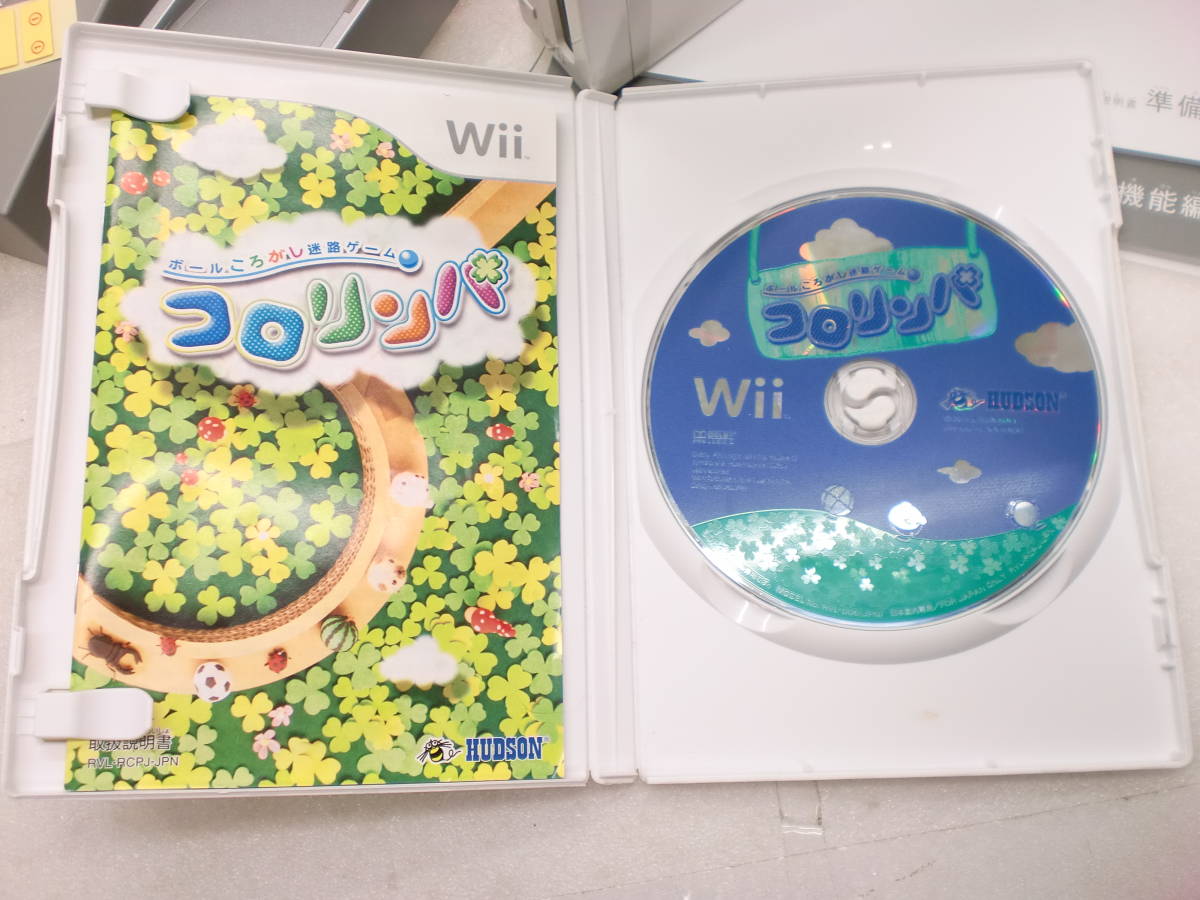 Wii
ボールころがし迷路ゲーム
コロリンパ
取扱説明書
RVL-RCPJ-JPN
HUDSON
ボールころがし迷路ゲーム
コロリンパ
Wii
HUDSON
準備
機能編